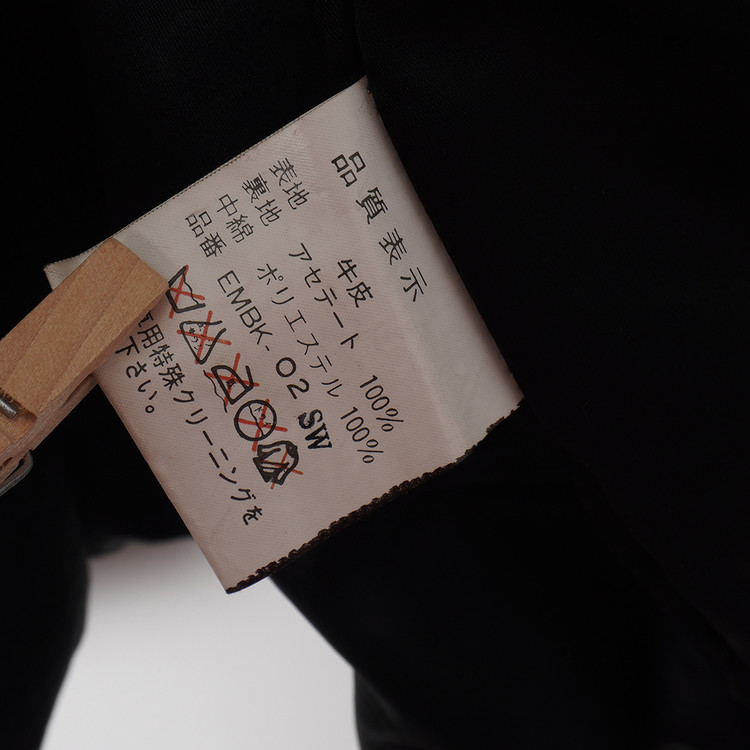 品質表示
表地 牛皮
裏地 アセテート 100%
中綿 ポリエステル 100%
品番 EMBK-02 SW
用特殊クリーニングを
下さい。